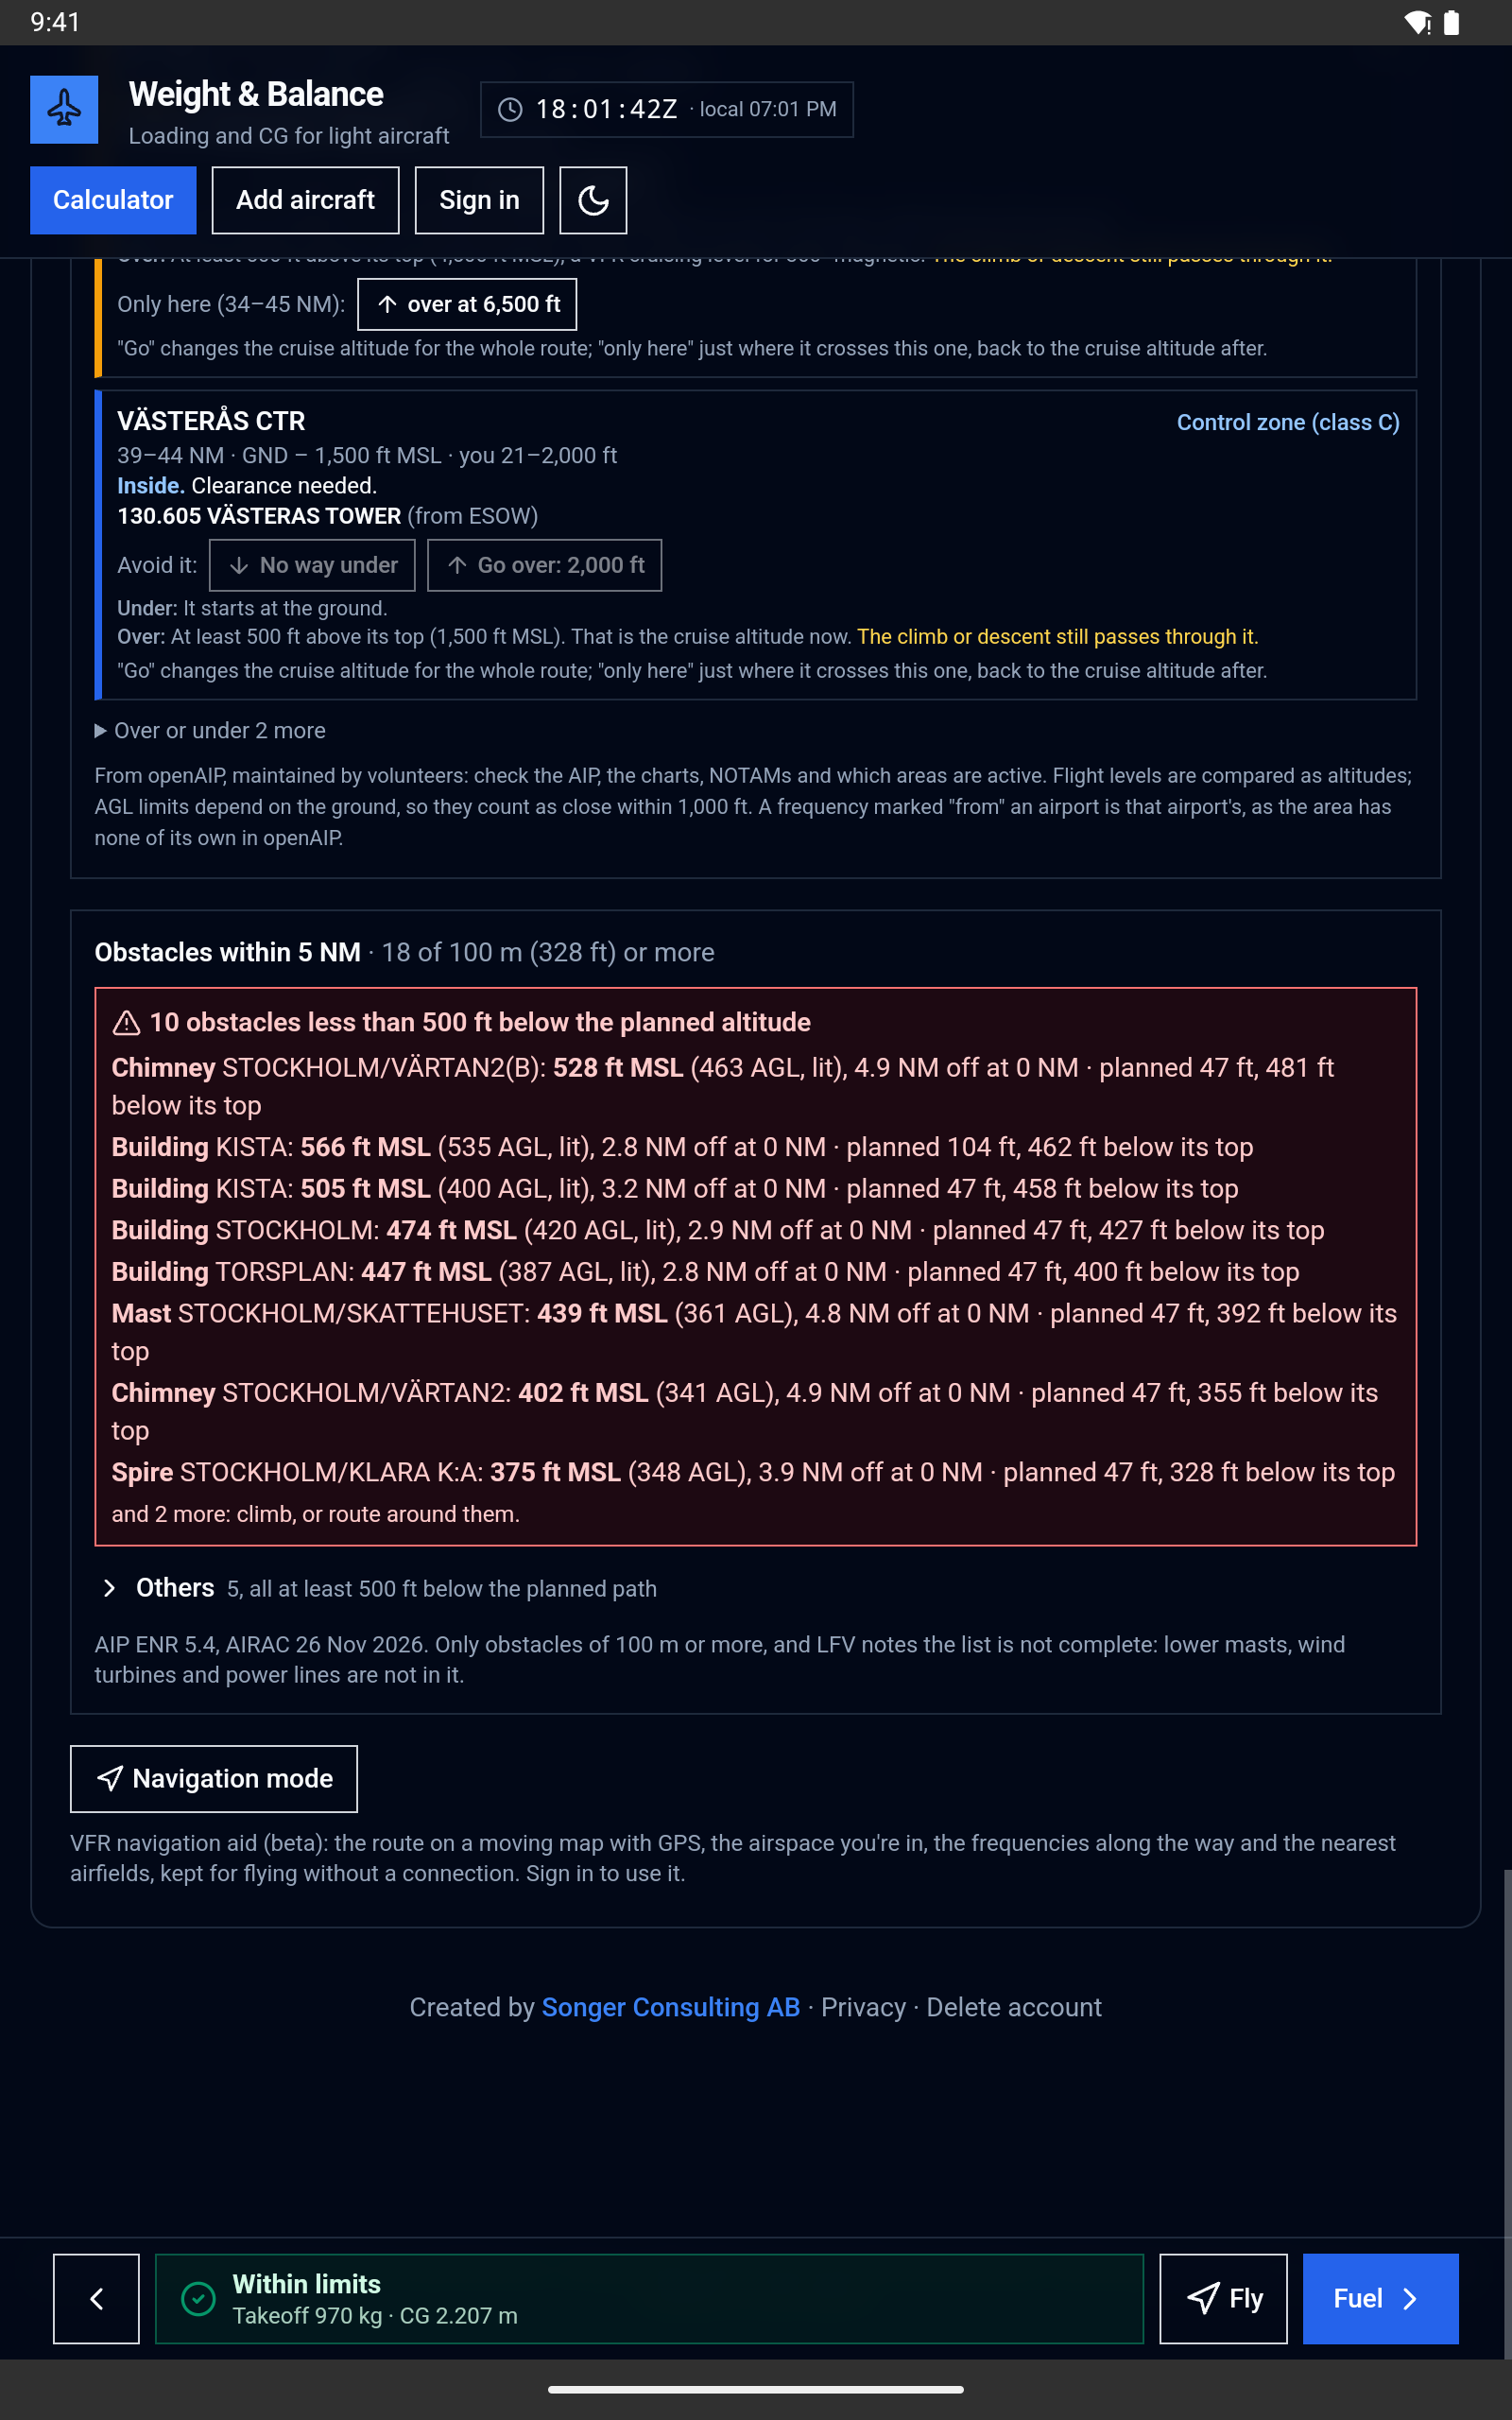 9:41
Weight & Balance
Loading and CG for light aircraft
18:01:42Z · local 07:01 PM
Calculator
Add aircraft
Sign in
Only here (34–45 NM): ↑ over at 6,500 ft
"Go" changes the cruise altitude for the whole route; "only here" just where it crosses this one, back to the cruise altitude after.
VÄSTERÅS CTR
Control zone (class C)
39–44 NM · GND – 1,500 ft MSL · you 21–2,000 ft
Inside. Clearance needed.
130.605 VÄSTERAS TOWER (from ESOW)
Avoid it: ↓ No way under ↑ Go over: 2,000 ft
Under: It starts at the ground.
Over: At least 500 ft above its top (1,500 ft MSL). That is the cruise altitude now. The climb or descent still passes through it.
"Go" changes the cruise altitude for the whole route; "only here" just where it crosses this one, back to the cruise altitude after.
Over or under 2 more
From openAIP, maintained by volunteers: check the AIP, the charts, NOTAMs and which areas are active. Flight levels are compared as altitudes;
AGL limits depend on the ground, so they count as close within 1,000 ft. A frequency marked "from" an airport is that airport's, as the area has
none of its own in openAIP.
Obstacles within 5 NM · 18 of 100 m (328 ft) or more
10 obstacles less than 500 ft below the planned altitude
Chimney STOCKHOLM/VÄRTAN2(B): 528 ft MSL (463 AGL, lit), 4.9 NM off at 0 NM · planned 47 ft, 481 ft
below its top
Building KISTA: 566 ft MSL (535 AGL, lit), 2.8 NM off at 0 NM · planned 104 ft, 462 ft below its top
Building KISTA: 505 ft MSL (400 AGL, lit), 3.2 NM off at 0 NM · planned 47 ft, 458 ft below its top
Building STOCKHOLM: 474 ft MSL (420 AGL, lit), 2.9 NM off at 0 NM · planned 47 ft, 427 ft below its top
Building TORSPLAN: 447 ft MSL (387 AGL, lit), 2.8 NM off at 0 NM · planned 47 ft, 400 ft below its top
Mast STOCKHOLM/SKATTEHUSET: 439 ft MSL (361 AGL), 4.8 NM off at 0 NM · planned 47 ft, 392 ft below its
top
Chimney STOCKHOLM/VÄRTAN2: 402 ft MSL (341 AGL), 4.9 NM off at 0 NM · planned 47 ft, 355 ft below its
top
Spire STOCKHOLM/KLARA K:A: 375 ft MSL (348 AGL), 3.9 NM off at 0 NM · planned 47 ft, 328 ft below its top
and 2 more: climb, or route around them.
Others 5, all at least 500 ft below the planned path
AIP ENR 5.4, AIRAC 26 Nov 2026. Only obstacles of 100 m or more, and LFV notes the list is not complete: lower masts, wind
turbines and power lines are not in it.
Navigation mode
VFR navigation aid (beta): the route on a moving map with GPS, the airspace you're in, the frequencies along the way and the nearest
airfields, kept for flying without a connection. Sign in to use it.
Created by Songer Consulting AB · Privacy · Delete account
Within limits
Takeoff 970 kg · CG 2.207 m
Fly
Fuel